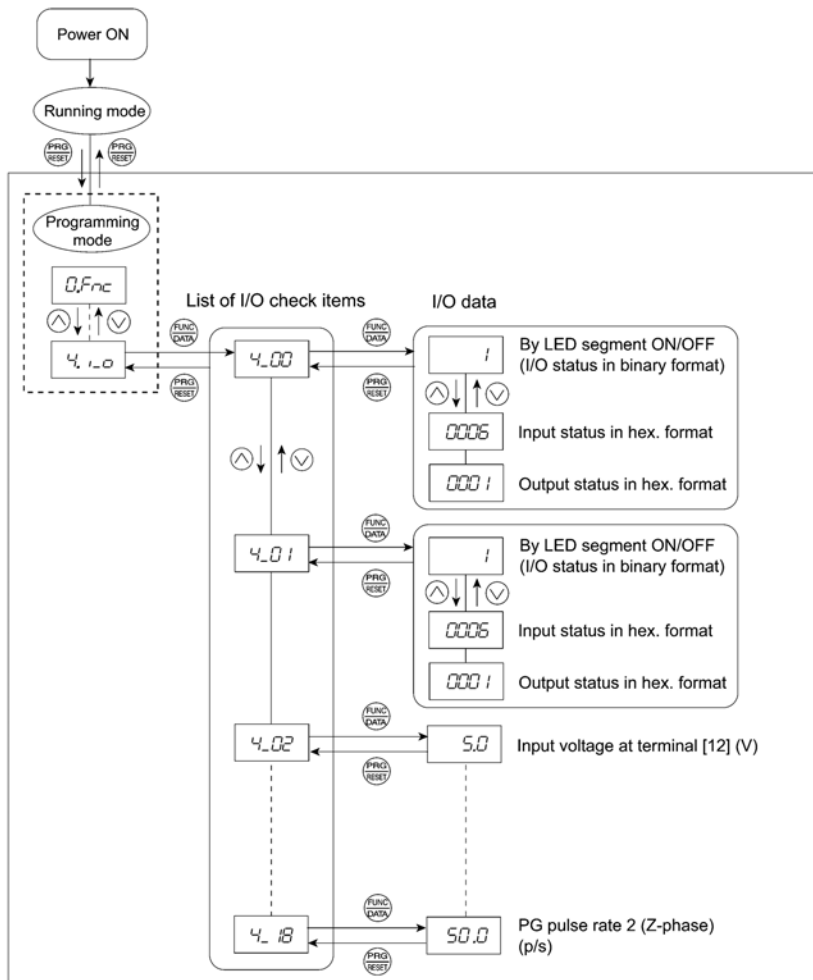 Power ON
Running mode
PRG
RESET
PRG
RESET
Programming
mode
0.Fnc
4.i_o
List of I/O check items
I/O data
FUNC
DATA
PRG
RESET
4_00
FUNC
DATA
PRG
RESET
1
By LED segment ON/OFF
(I/O status in binary format)
0006
Input status in hex. format
0001
Output status in hex. format
4_01
FUNC
DATA
PRG
RESET
1
By LED segment ON/OFF
(I/O status in binary format)
0006
Input status in hex. format
0001
Output status in hex. format
4_02
FUNC
DATA
PRG
RESET
5.0
Input voltage at terminal [12] (V)
4_18
FUNC
DATA
PRG
RESET
50.0
PG pulse rate 2 (Z-phase)
(p/s)